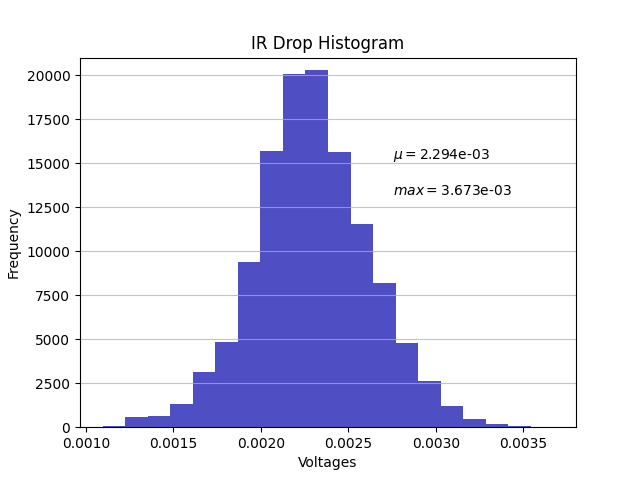 IR Drop Histogram
20000
17500
15000
12500
10000
7500
5000
2500
0
Frequency
μ = 2.294e-03
max = 3.673e-03
0.0010 0.0015 0.0020 0.0025 0.0030 0.0035
Voltages